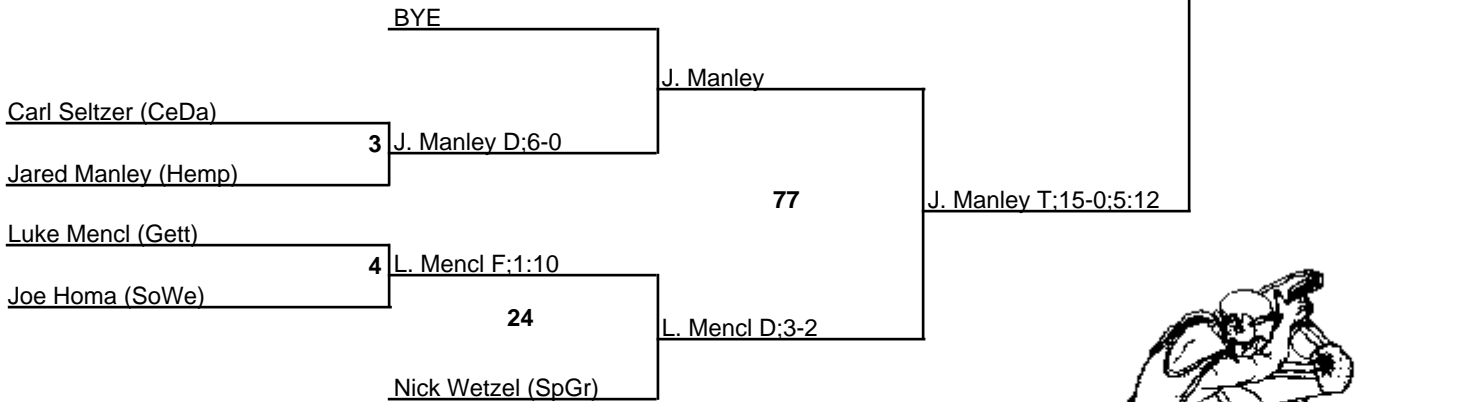 BYE
J. Manley
Carl Seltzer (CeDa)
3 J. Manley D;6-0
Jared Manley (Hemp)
77
J. Manley T;15-0;5:12
Luke Mencl (Gett)
4 L. Mencl F;1:10
Joe Homa (SoWe)
24
L. Mencl D;3-2
Nick Wetzel (SpGr)